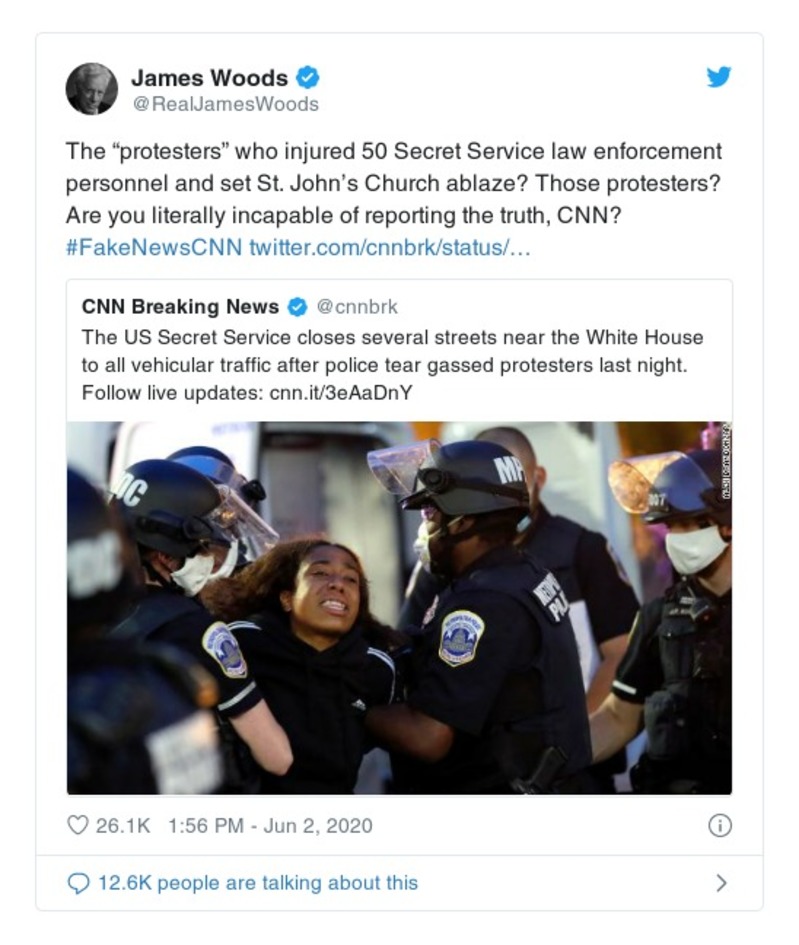 James Woods
@RealJamesWoods
The “protesters” who injured 50 Secret Service law enforcement
personnel and set St. John’s Church ablaze? Those protesters?
Are you literally incapable of reporting the truth, CNN?
#FakeNewsCNN twitter.com/cnnbrk/status/…
CNN Breaking News @cnnbrk
The US Secret Service closes several streets near the White House
to all vehicular traffic after police tear gassed protesters last night.
Follow live updates: cnn.it/3eAaDnY
DC
MP
26.1K 1:56 PM - Jun 2, 2020
12.6K people are talking about this